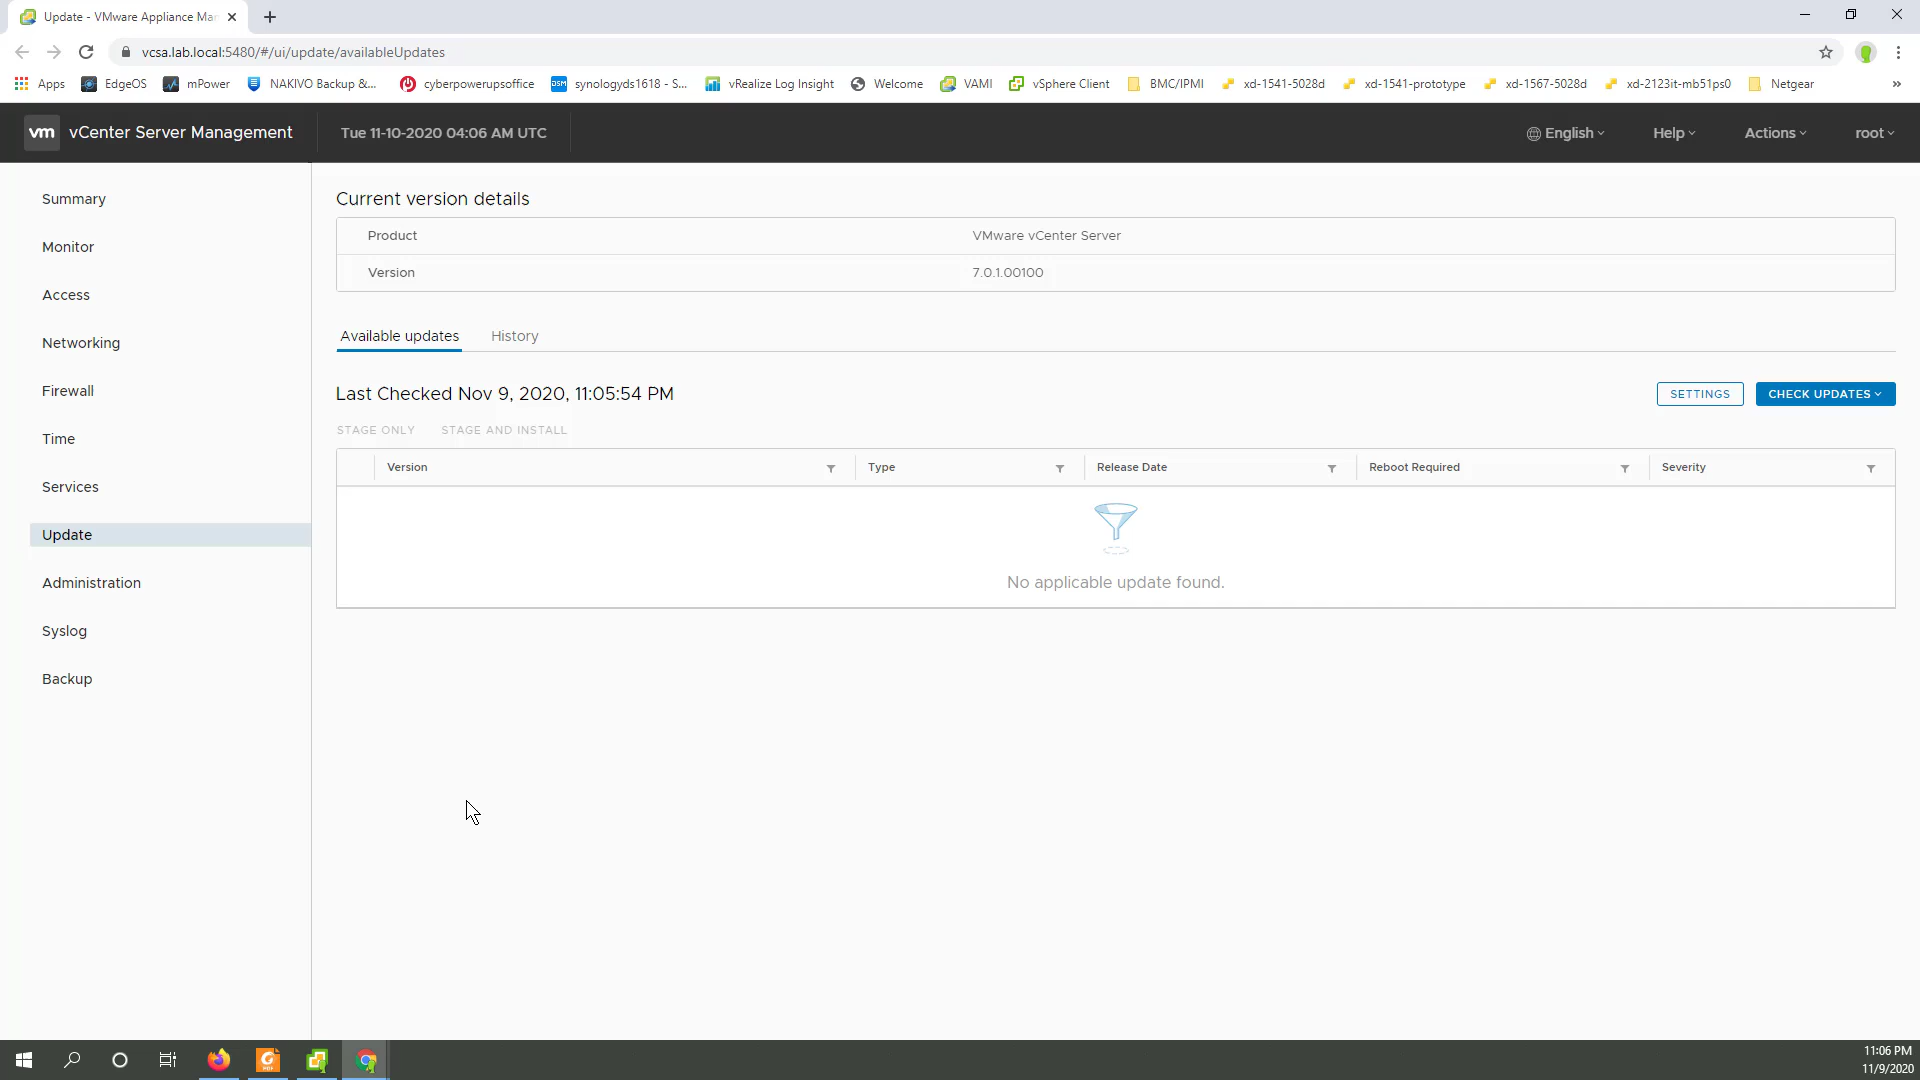 Update - VMware Appliance Mar
vcsa.lab.local:5480/#/ui/update/availableUpdates
Apps EdgeOS mPower NAKIVO Backup &... cyberpowerupsoffice DSM synologyds1618 - S... vRealize Log Insight Welcome VAMI vSphere Client BMC/IPMI xd-1541-5028d xd-1541-prototype xd-1567-5028d xd-2123it-mb51ps0 Netgear »
vm vCenter Server Management Tue 11-10-2020 04:06 AM UTC English Help Actions root
Summary
Monitor
Access
Networking
Firewall
Time
Services
Update
Administration
Syslog
Backup
Current version details
Product VMware vCenter Server
Version 7.0.1.00100
Available updates History
Last Checked Nov 9, 2020, 11:05:54 PM SETTINGS CHECK UPDATES
STAGE ONLY STAGE AND INSTALL
Version Type Release Date Reboot Required Severity
No applicable update found.
11:06 PM
11/9/2020